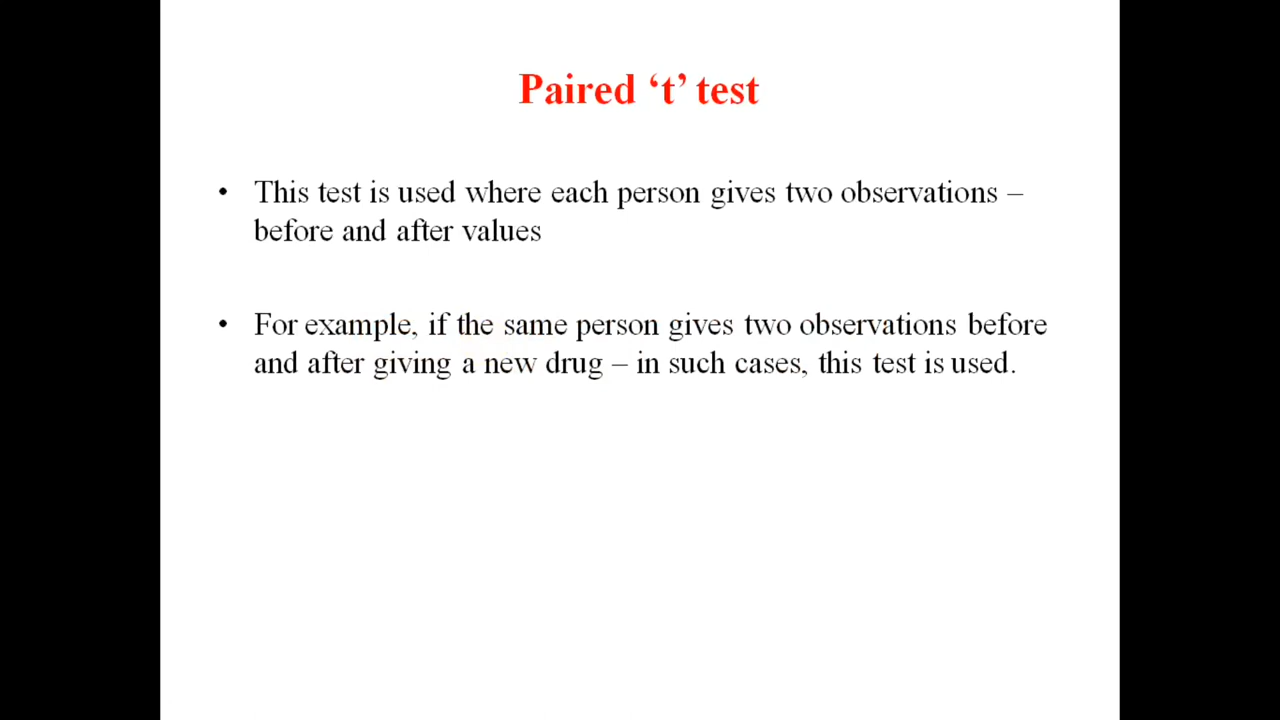 Paired ‘t’ test
• This test is used where each person gives two observations –
before and after values
• For example, if the same person gives two observations before
and after giving a new drug – in such cases, this test is used.